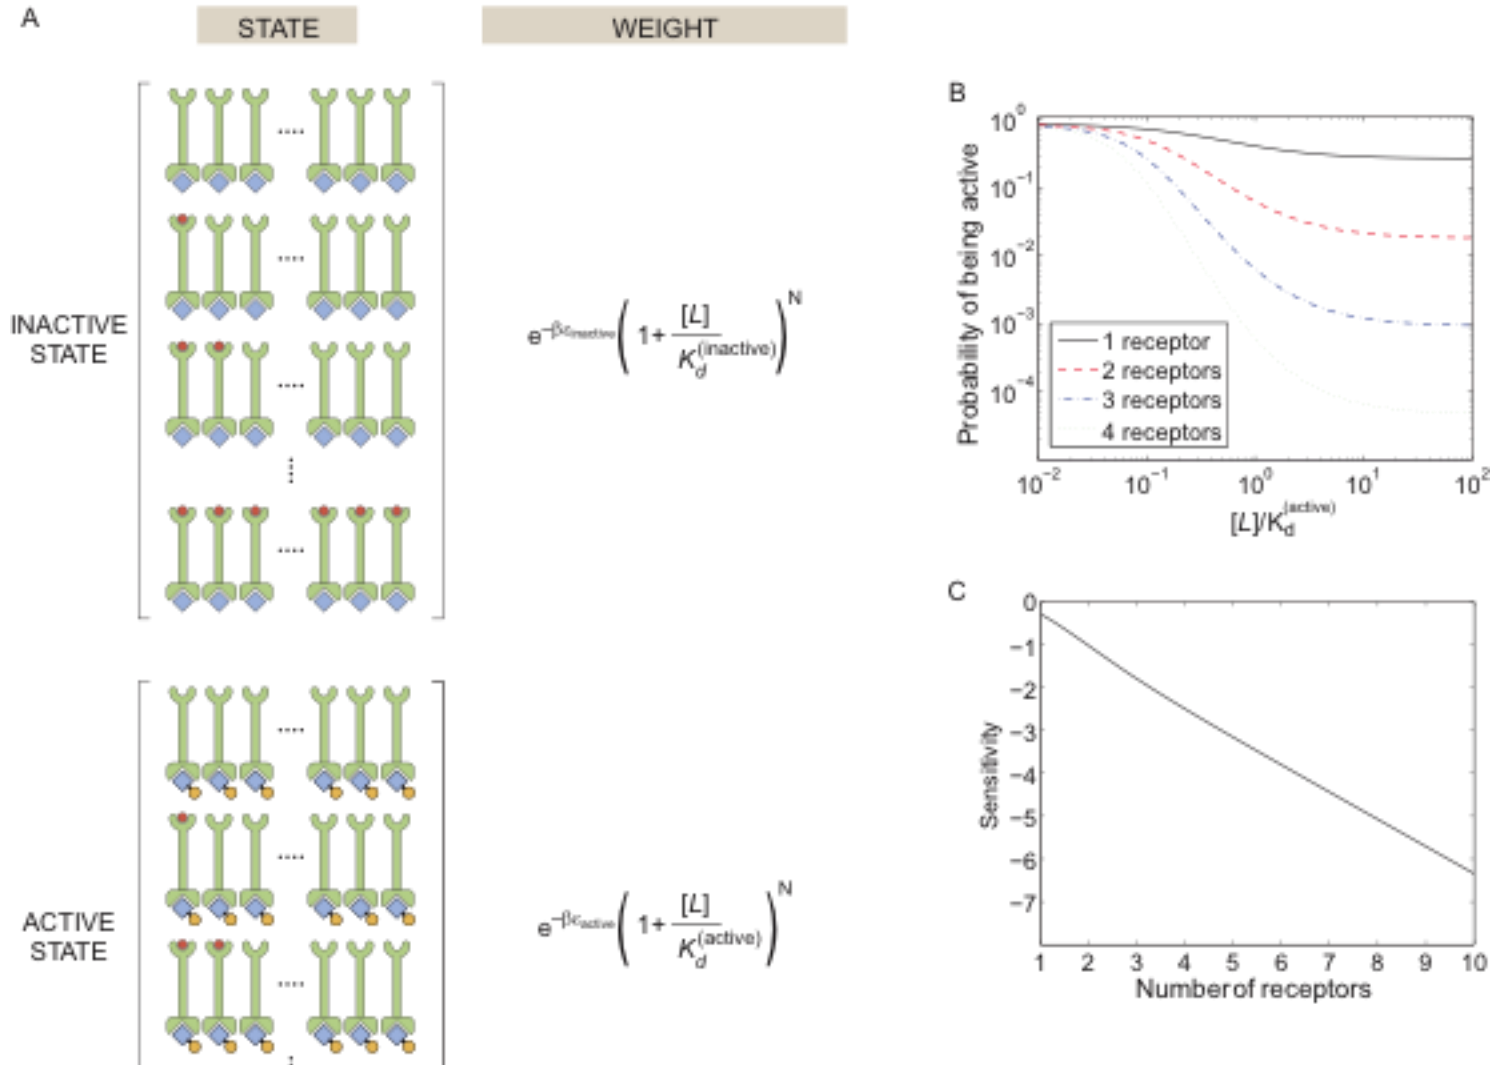 A
STATE
WEIGHT
INACTIVE
STATE
e^{-βε_{inactive}} ( 1+ [L] / K_d^{(inactive)} )^N
ACTIVE
STATE
e^{-βε_{active}} ( 1+ [L] / K_d^{(active)} )^N
B
Probability of being active
10^0
10^{-1}
10^{-2}
10^{-3}
10^{-4}
1 receptor
2 receptors
3 receptors
4 receptors
10^{-2} 10^{-1} 10^0 10^1 10^2
[L]/K_d^{(active)}
C
Sensitivity
0
−1
−2
−3
−4
−5
−6
−7
1 2 3 4 5 6 7 8 9 10
Number of receptors